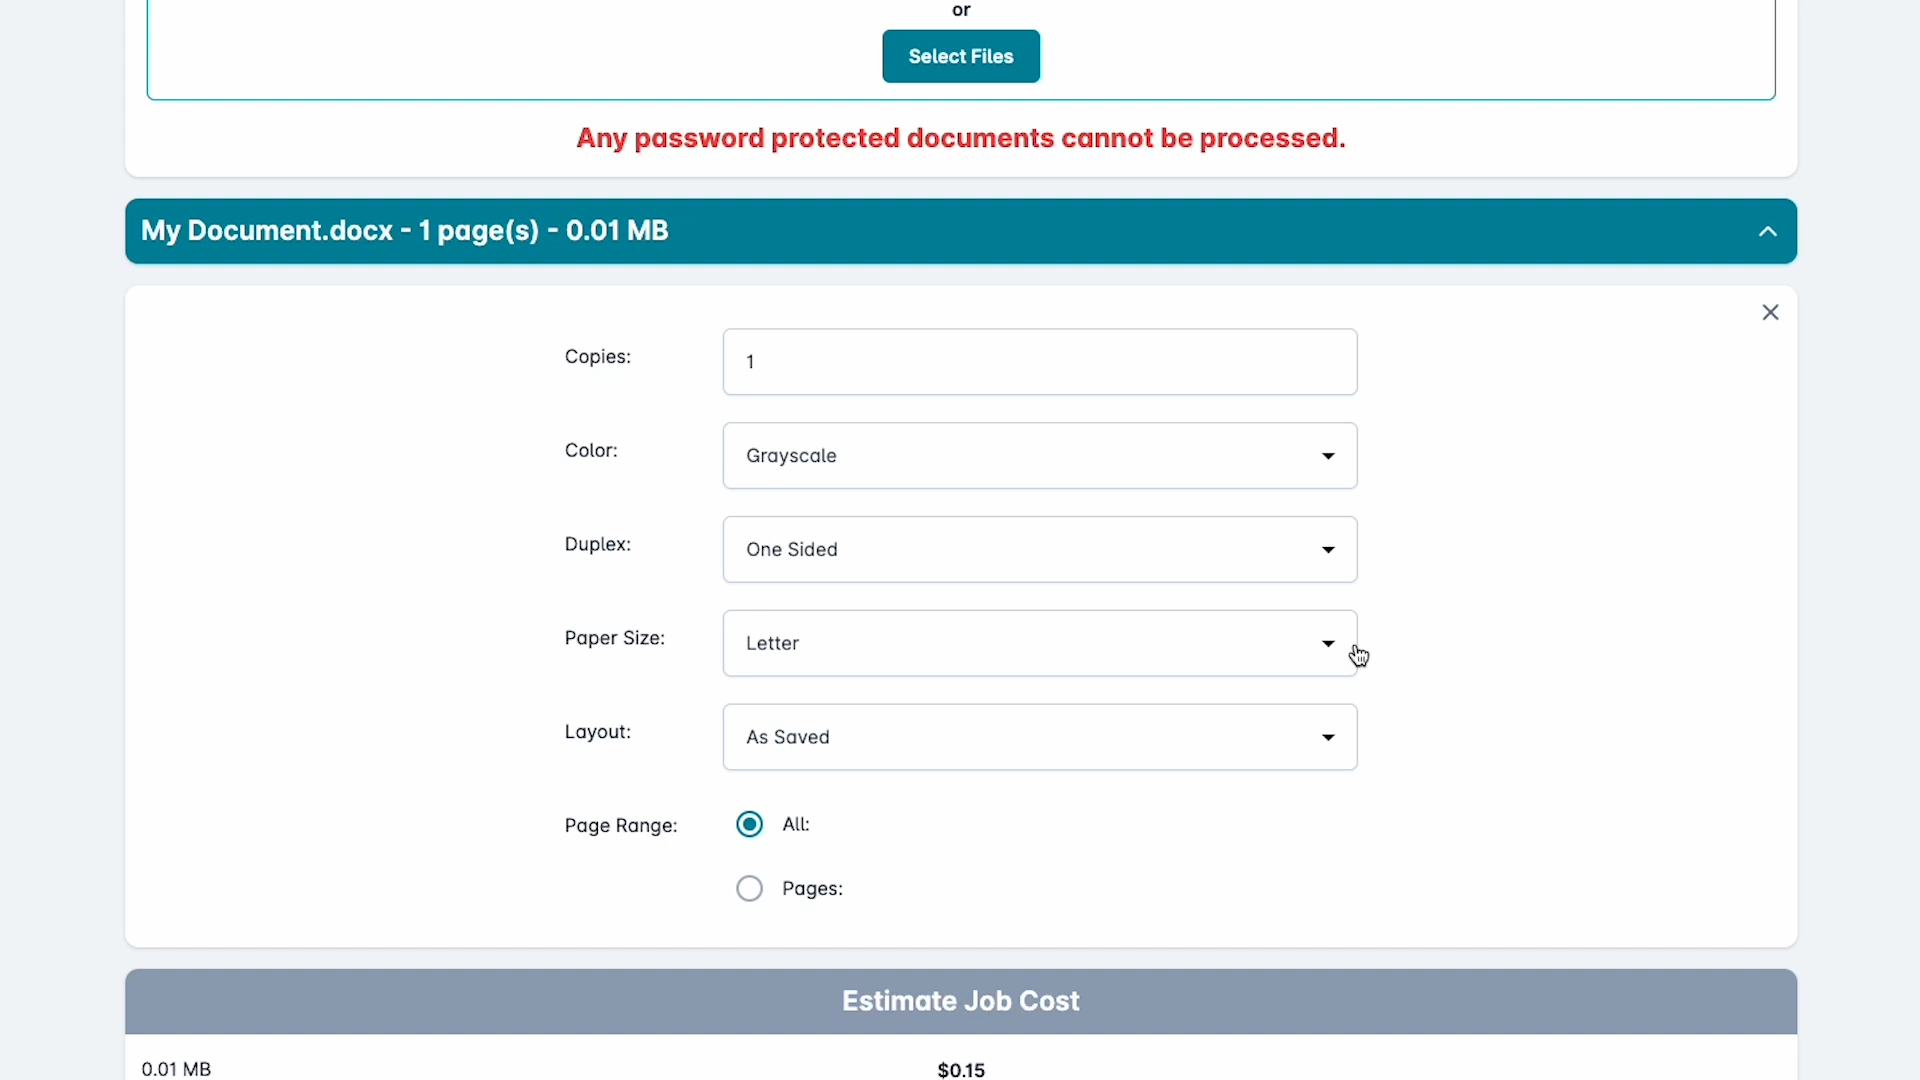 or
Select Files
Any password protected documents cannot be processed.
My Document.docx - 1 page(s) - 0.01 MB
Copies: 1
Color: Grayscale
Duplex: One Sided
Paper Size: Letter
Layout: As Saved
Page Range: All:
Pages:
Estimate Job Cost
0.01 MB $0.15